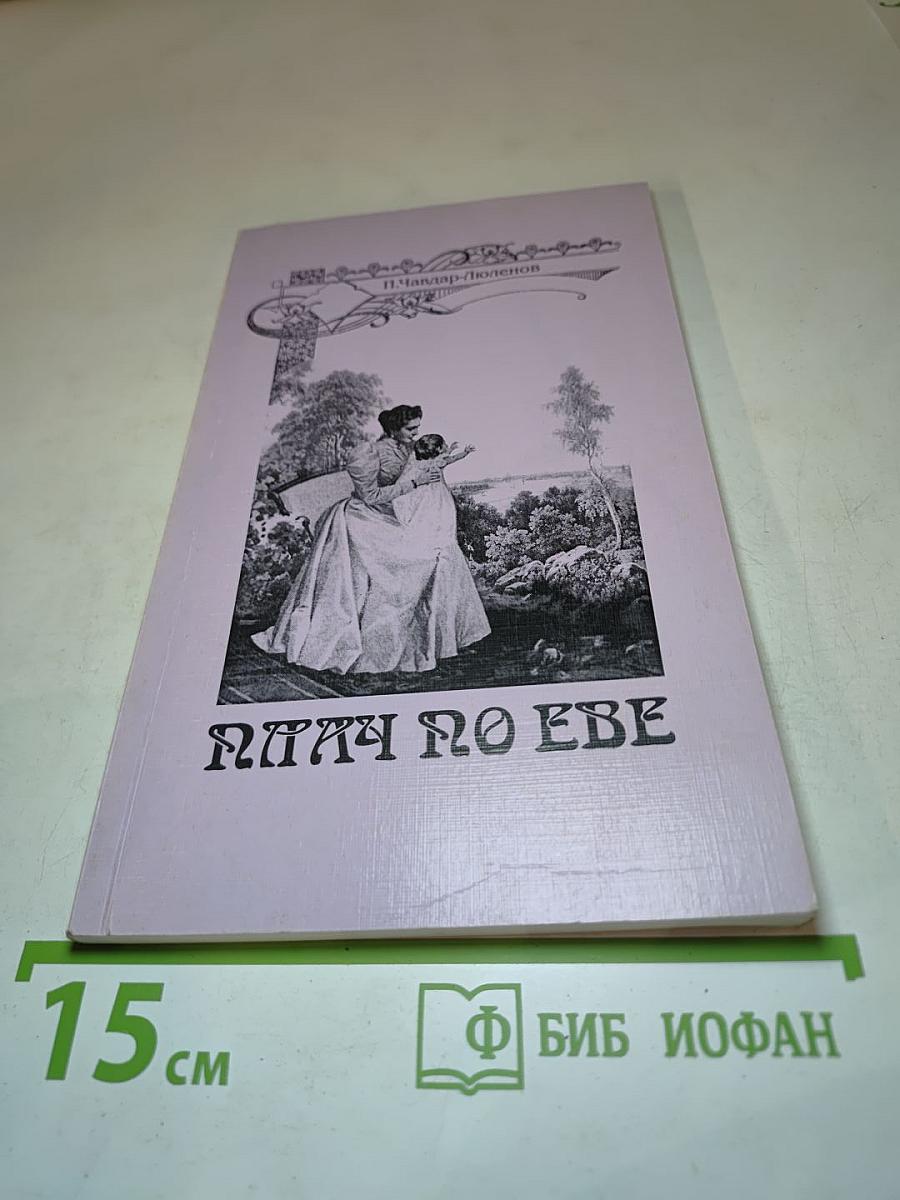 П.Чавдар-Люленов
ПЛАЧ ПО ЕВЕ
15 см
Ф БИБ ИОФАН